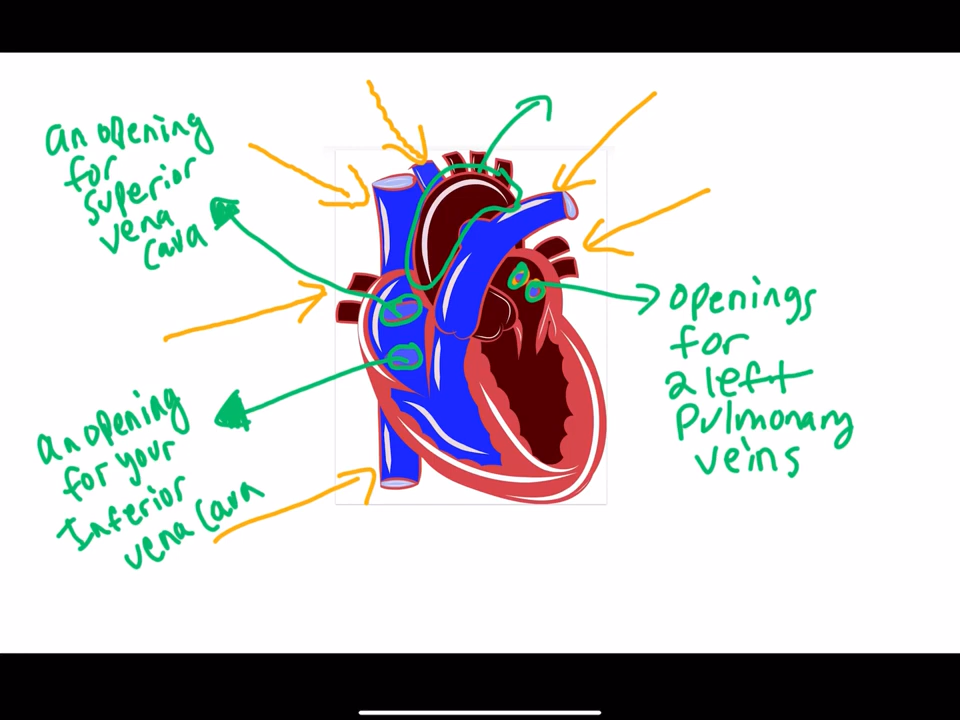 an opening
for
superior
vena
cava
an opening
for your
Inferior
vena cava
openings
for
2 left
pulmonary
veins